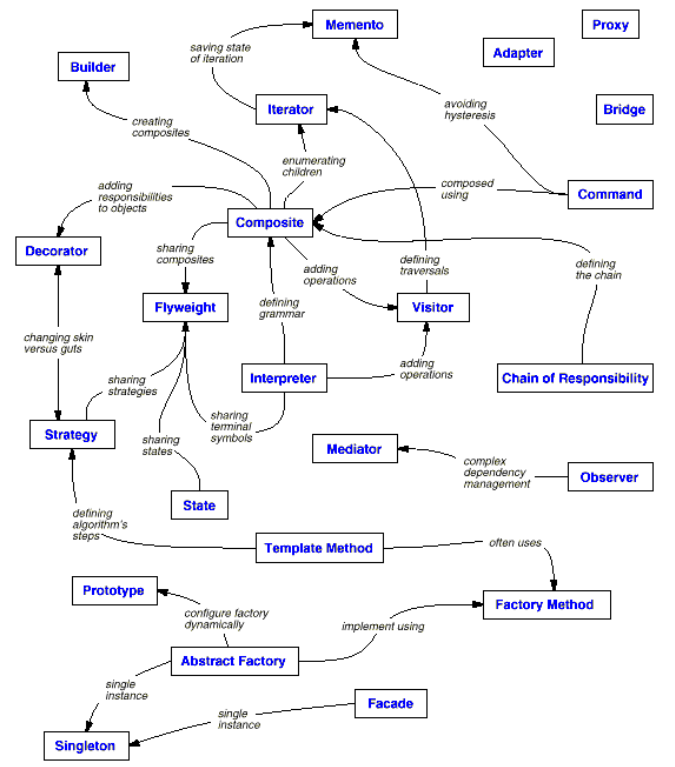 Memento
Proxy
saving state
of iteration
Adapter
Builder
Iterator
avoiding
hysteresis
Bridge
creating
composites
enumerating
children
adding
responsibilities
to objects
composed
using
Command
Composite
Decorator
sharing
composites
adding
operations
defining
traversals
defining
the chain
Flyweight
defining
grammar
Visitor
changing skin
versus guts
sharing
strategies
Interpreter
adding
operations
Chain of Responsibility
Strategy
sharing
states
sharing
terminal
symbols
Mediator
complex
dependency
management
Observer
State
defining
algorithm's
steps
Template Method
often uses
Prototype
configure factory
dynamically
implement using
Factory Method
Abstract Factory
single
instance
Facade
single
instance
Singleton